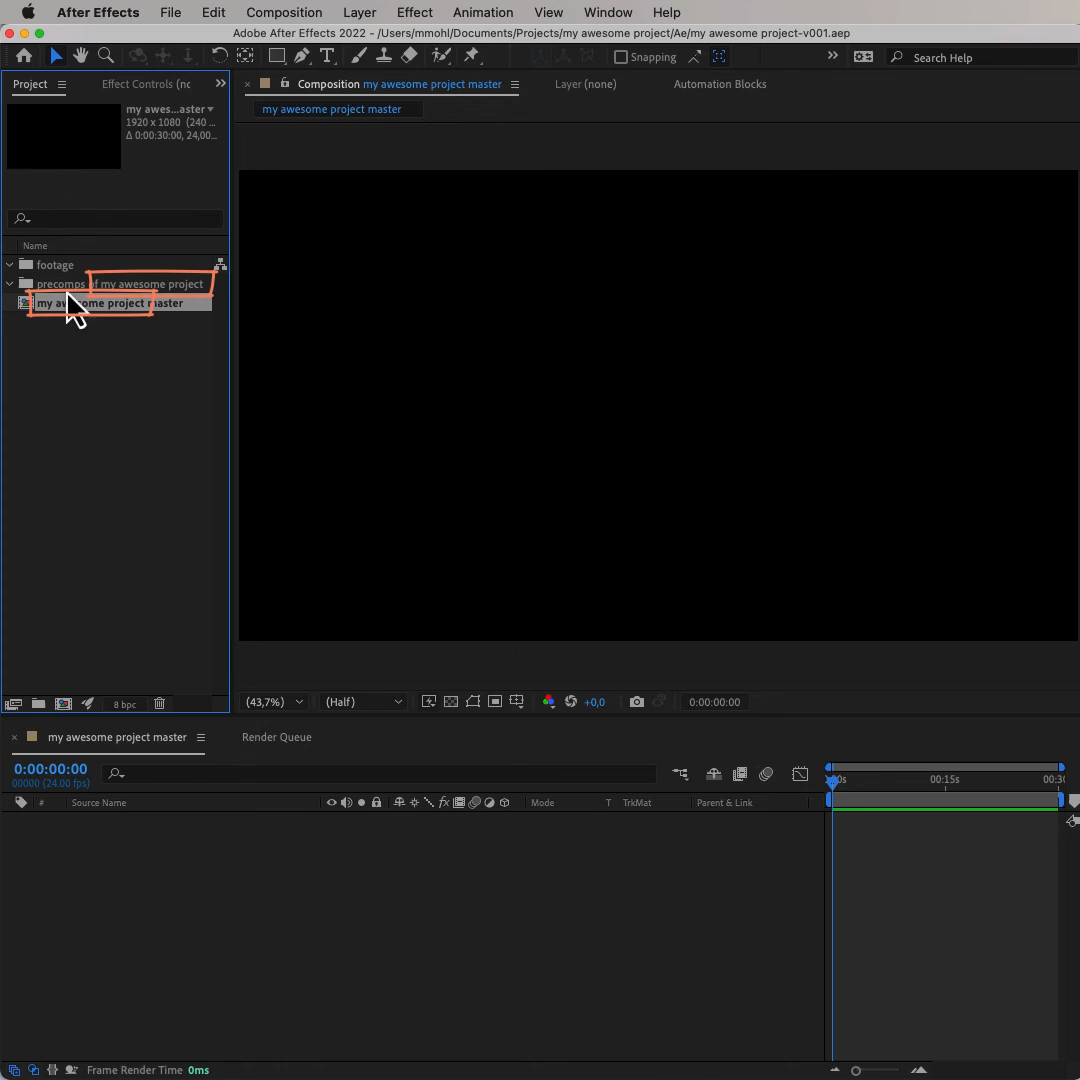 After Effects File Edit Composition Layer Effect Animation View Window Help
Adobe After Effects 2022 - /Users/mmohl/Documents/Projects/my awesome project/Ae/my awesome project-v001.aep
Snapping
Search Help
Project
Effect Controls (nc
Composition my awesome project master
Layer (none)
Automation Blocks
my awesome project master
my awes...aster
1920 x 1080 (240 ...
Δ 0:00:30:00, 24,00...
Name
footage
precomps of my awesome project
my awesome project master
8 bpc
(43,7%)
(Half)
+0,0
0:00:00:00
my awesome project master
Render Queue
0:00:00:00
00000 (24.00 fps)
00:15s
00:30
# Source Name
Mode T TrkMat Parent & Link
Frame Render Time 0ms